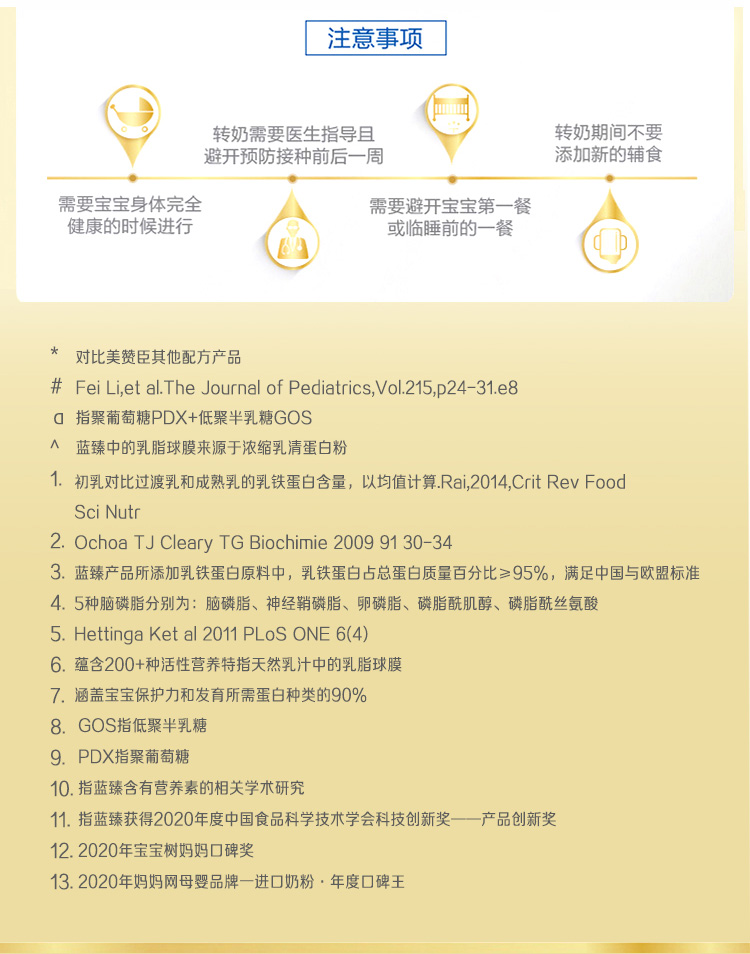 注意事项
转奶需要医生指导且
避开预防接种前后一周
转奶期间不要
添加新的辅食
需要宝宝身体完全
健康的时候进行
需要避开宝宝第一餐
或临睡前的一餐
* 对比美赞臣其他配方产品
# Fei Li,et al.The Journal of Pediatrics,Vol.215,p24-31.e8
ɑ 指聚葡萄糖PDX+低聚半乳糖GOS
^ 蓝臻中的乳脂球膜来源于浓缩乳清蛋白粉
1. 初乳对比过渡乳和成熟乳的乳铁蛋白含量，以均值计算.Rai,2014,Crit Rev Food
Sci Nutr
2. Ochoa TJ Cleary TG Biochimie 2009 91 30-34
3. 蓝臻产品所添加乳铁蛋白原料中，乳铁蛋白占总蛋白质量百分比≥95%，满足中国与欧盟标准
4. 5种脑磷脂分别为：脑磷脂、神经鞘磷脂、卵磷脂、磷脂酰肌醇、磷脂酰丝氨酸
5. Hettinga Ket al 2011 PLoS ONE 6(4)
6. 蕴含200+种活性营养特指天然乳汁中的乳脂球膜
7. 涵盖宝宝保护力和发育所需蛋白种类的90%
8. GOS指低聚半乳糖
9. PDX指聚葡萄糖
10. 指蓝臻含有营养素的相关学术研究
11. 指蓝臻获得2020年度中国食品科学技术学会科技创新奖——产品创新奖
12. 2020年宝宝树妈妈口碑奖
13. 2020年妈妈网母婴品牌一进口奶粉·年度口碑王